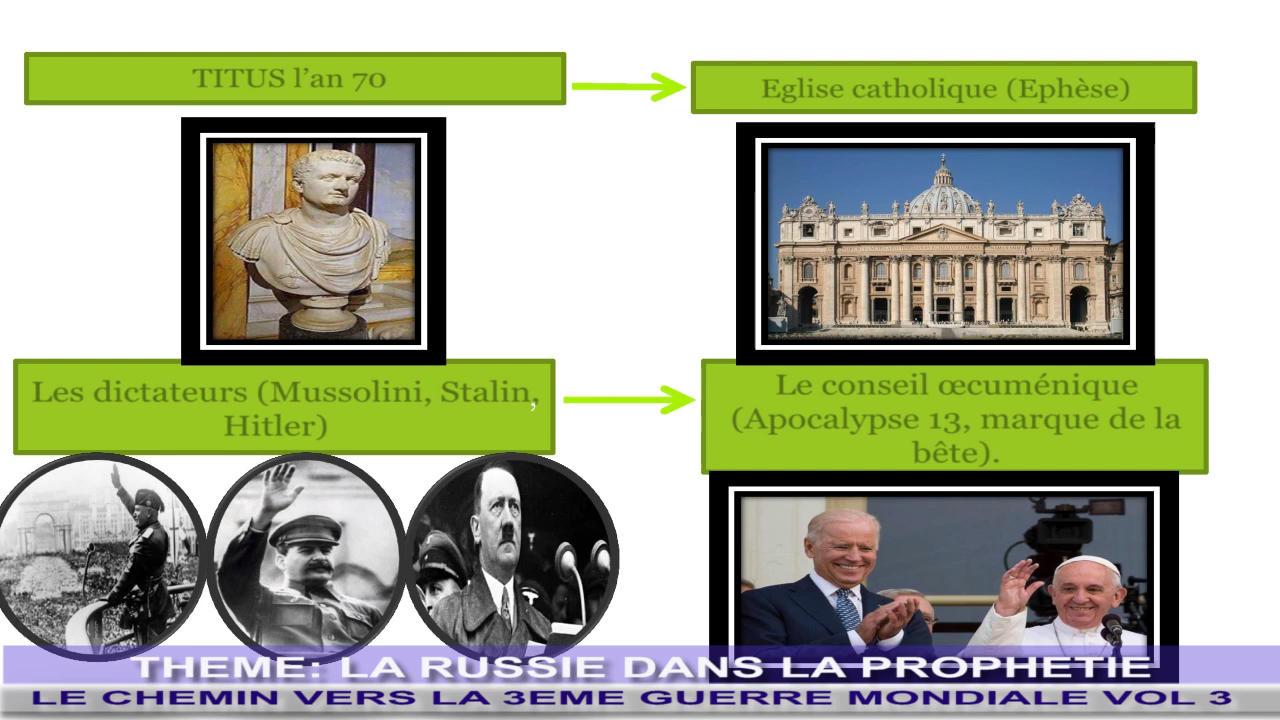 TITUS l’an 70
Eglise catholique (Ephèse)
Les dictateurs (Mussolini, Stalin,
Hitler)
,
Le conseil œcuménique
(Apocalypse 13, marque de la
bête).
THEME: LA RUSSIE DANS LA PROPHETIE
LE CHEMIN VERS LA 3EME GUERRE MONDIALE VOL 3